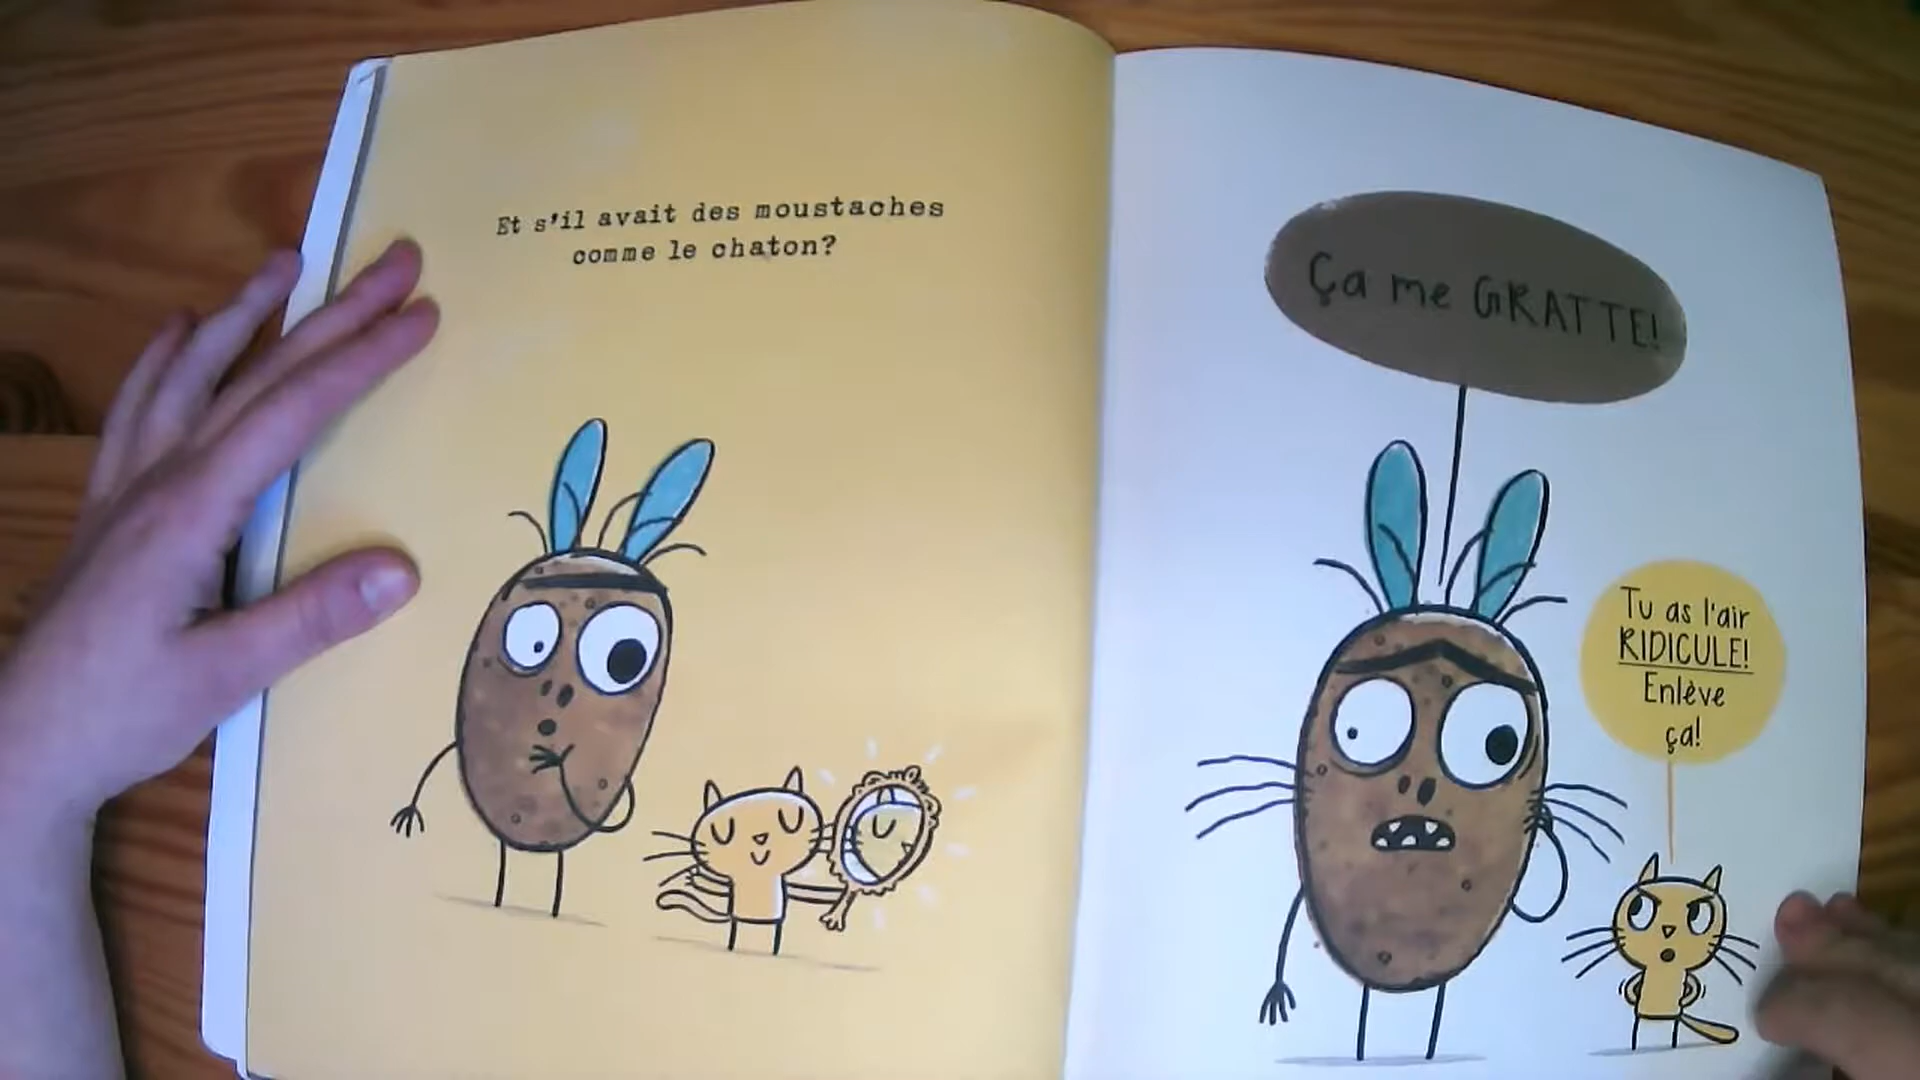 Et s'il avait des moustaches
comme le chaton?
Ça me GRATTE!
Tu as l'air
RIDICULE!
Enlève
ça!